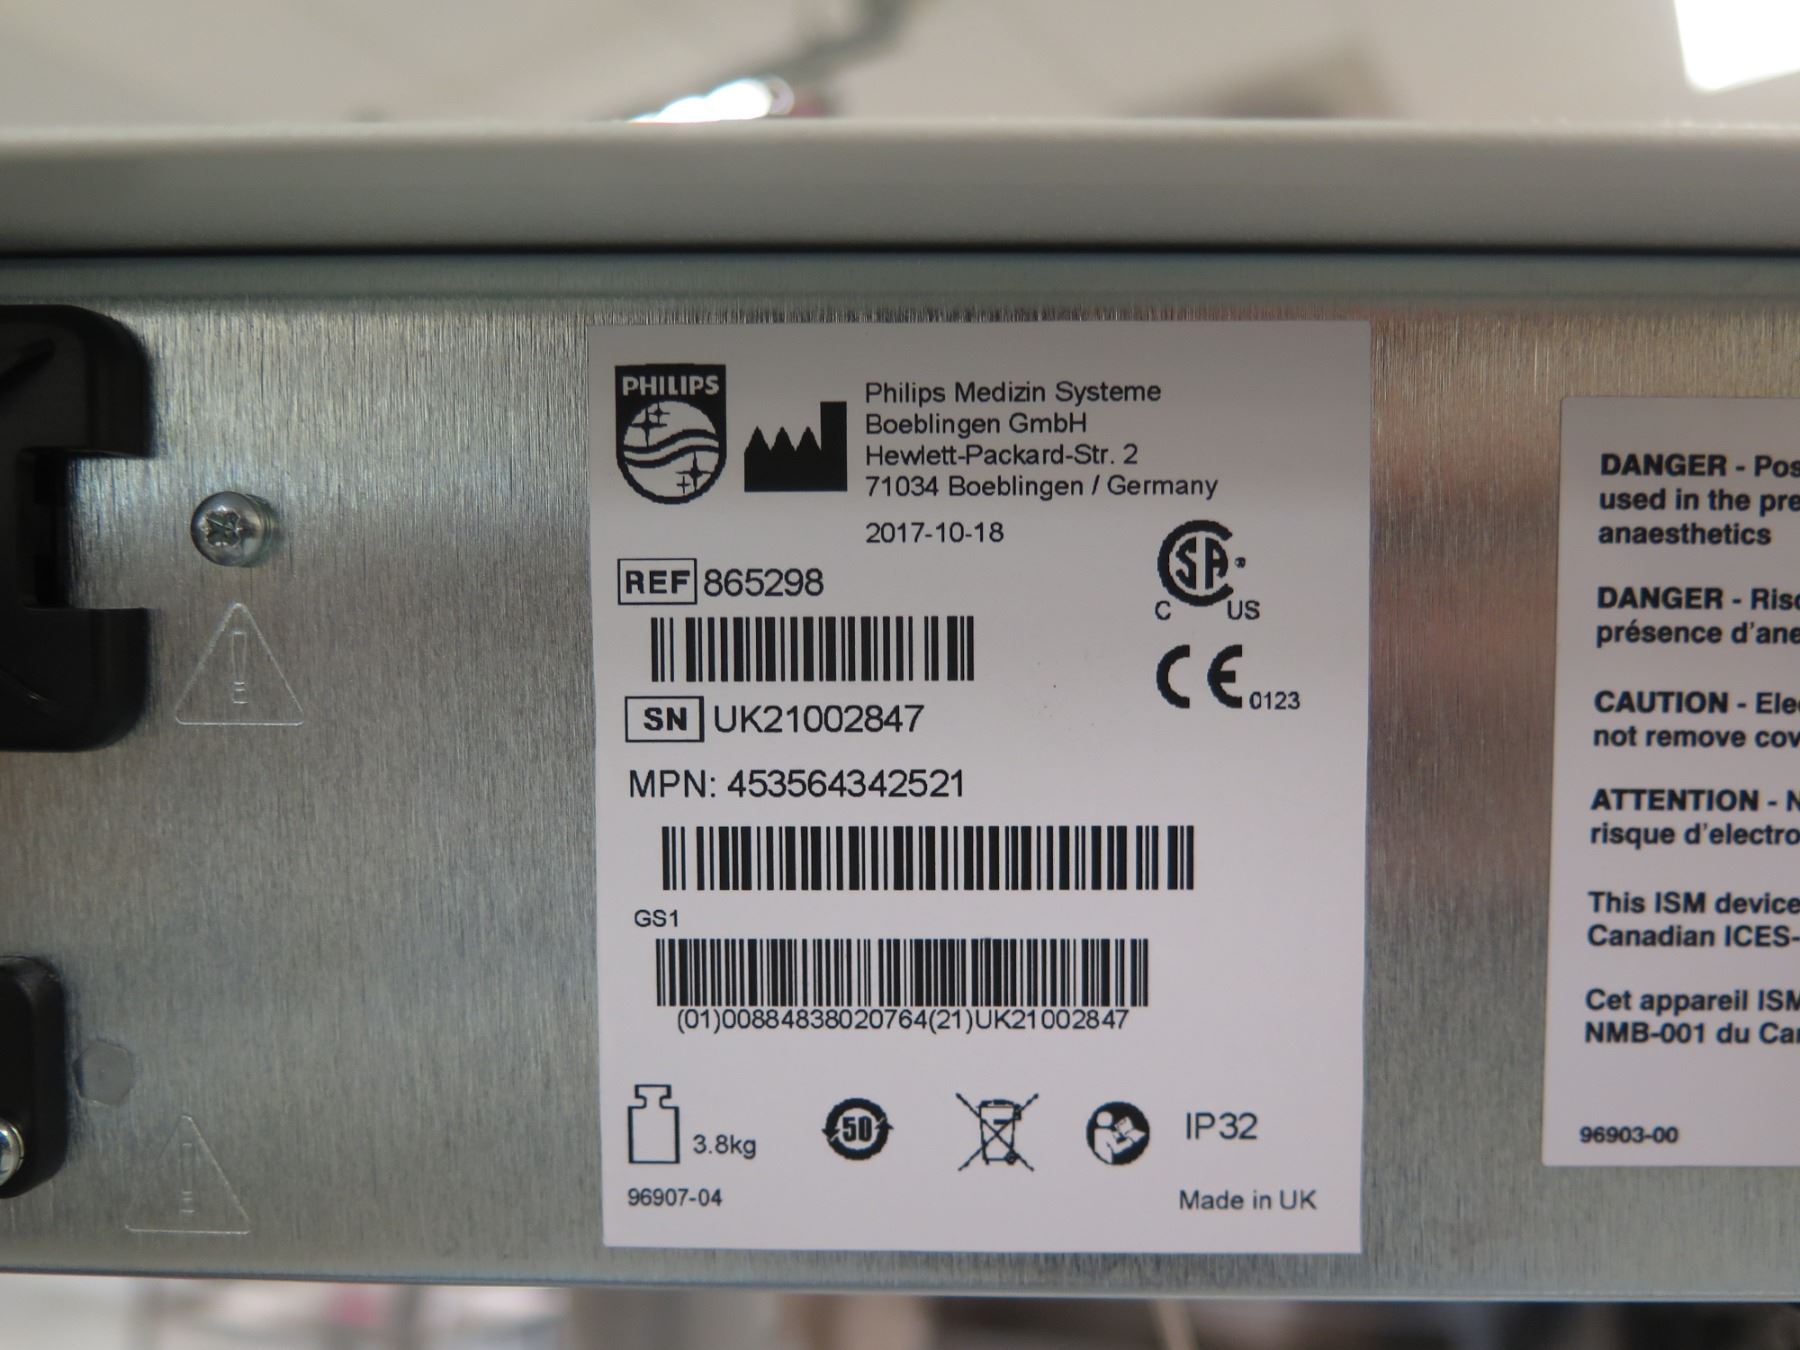 PHILIPS
Philips Medizin Systeme
Boeblingen GmbH
Hewlett-Packard-Str. 2
71034 Boeblingen / Germany
2017-10-18
REF 865298
SA
C US
SN UK21002847
CE 0123
MPN: 453564342521
GS1
(01)00884838020764(21)UK21002847
3.8kg
50
IP32
96907-04
Made in UK
DANGER - Pos
used in the pre
anaesthetics
DANGER - Risq
présence d'ane
CAUTION - Elec
not remove cov
ATTENTION - N
risque d'electro
This ISM device
Canadian ICES-
Cet appareil ISM
NMB-001 du Can
96903-00